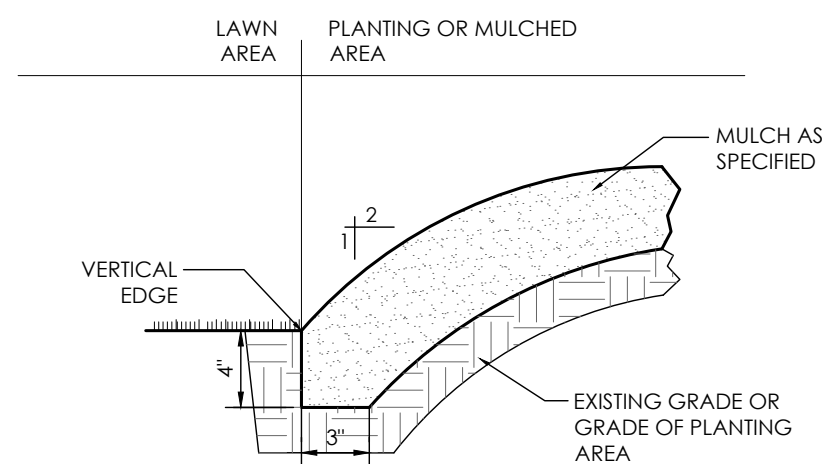 LAWN
AREA
PLANTING OR MULCHED
AREA
MULCH AS
SPECIFIED
2
1
VERTICAL
EDGE
4"
EXISTING GRADE OR
GRADE OF PLANTING
AREA
3"